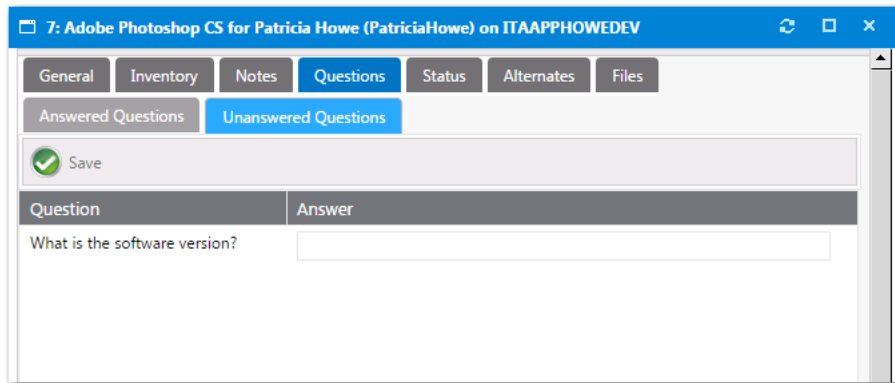 7: Adobe Photoshop CS for Patricia Howe (PatriciaHowe) on ITAAPPHOWEDEV
General Inventory Notes Questions Status Alternates Files
Answered Questions Unanswered Questions
Save
Question Answer
What is the software version?